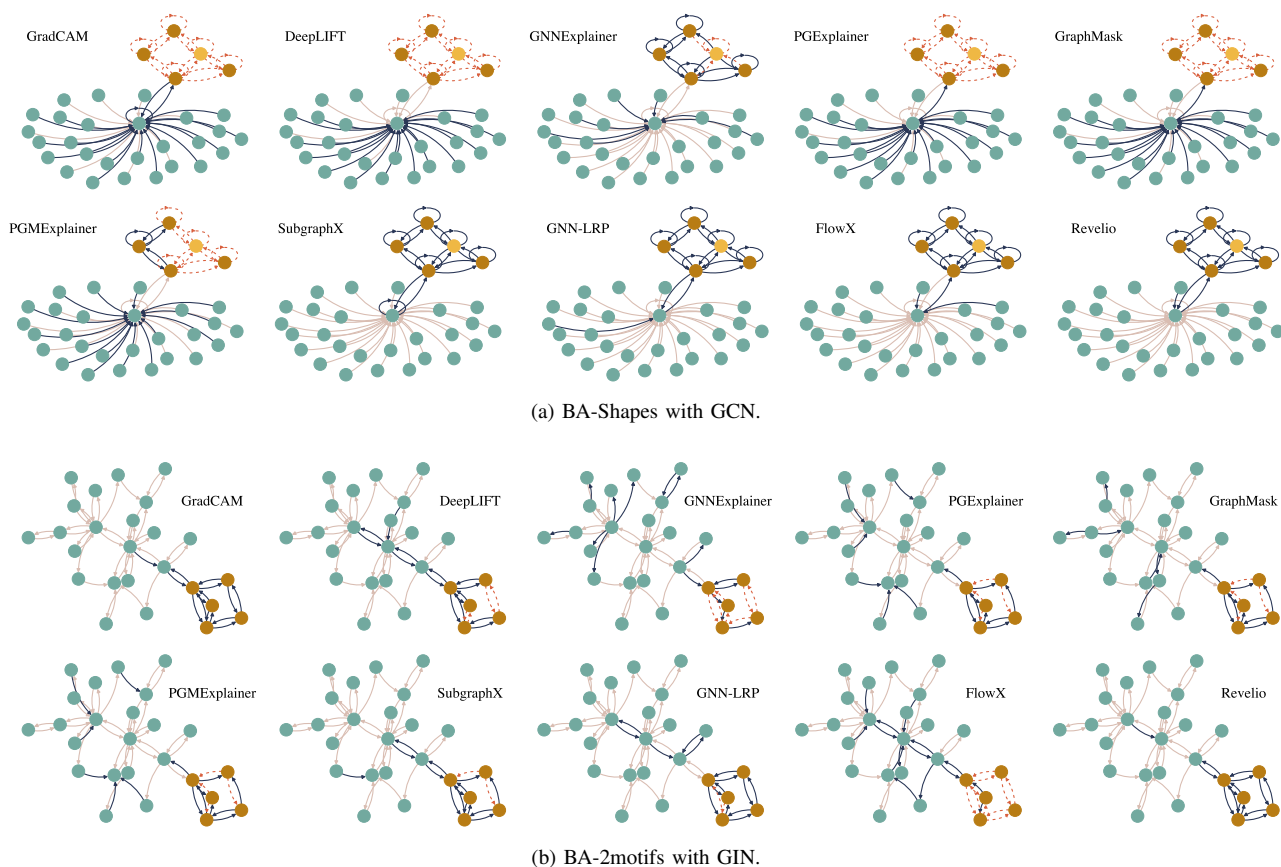 GradCAM
DeepLIFT
GNNExplainer
PGExplainer
GraphMask
PGMExplainer
SubgraphX
GNN-LRP
FlowX
Revelio
(a) BA-Shapes with GCN.
GradCAM
DeepLIFT
GNNExplainer
PGExplainer
GraphMask
PGMExplainer
SubgraphX
GNN-LRP
FlowX
Revelio
(b) BA-2motifs with GIN.